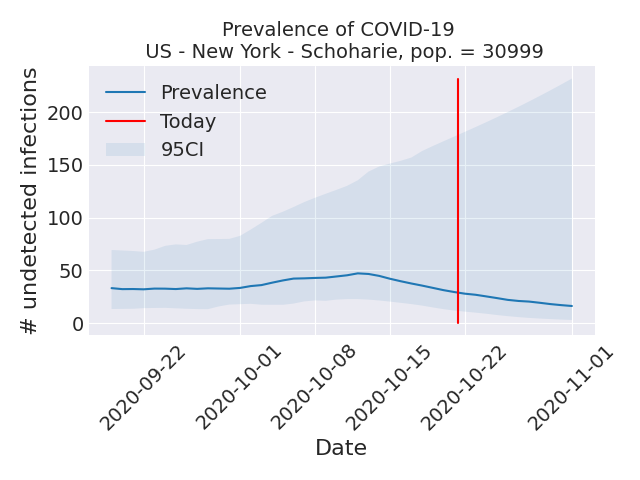 Prevalence of COVID-19
US - New York - Schoharie, pop. = 30999
# undetected infections
200
150
100
50
0
Prevalence
Today
95CI
2020-09-22
2020-10-01
2020-10-08
2020-10-15
2020-10-22
2020-11-01
Date